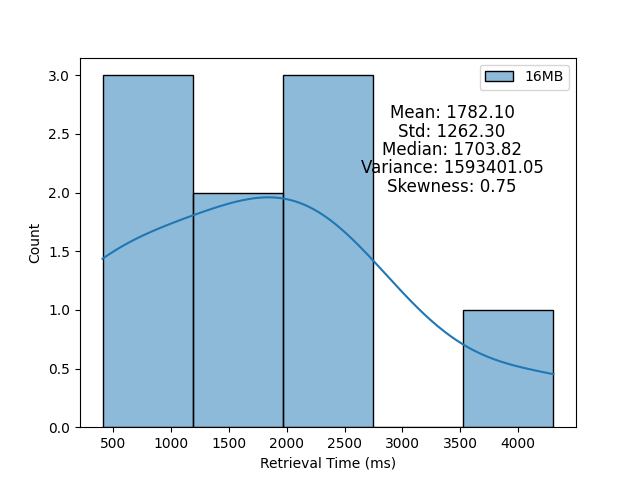 16MB
Mean: 1782.10
Std: 1262.30
Median: 1703.82
Variance: 1593401.05
Skewness: 0.75
3.0
2.5
2.0
1.5
1.0
0.5
0.0
Count
500 1000 1500 2000 2500 3000 3500 4000
Retrieval Time (ms)